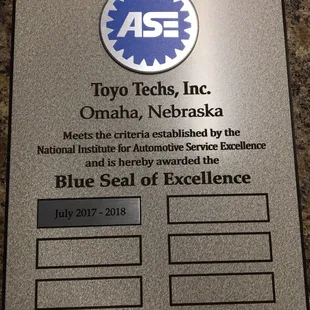 ASE
Toyo Techs, Inc.
Omaha, Nebraska
Meets the criteria established by the
National Institute for Automotive Service Excellence
and is hereby awarded the
Blue Seal of Excellence
July 2017 - 2018